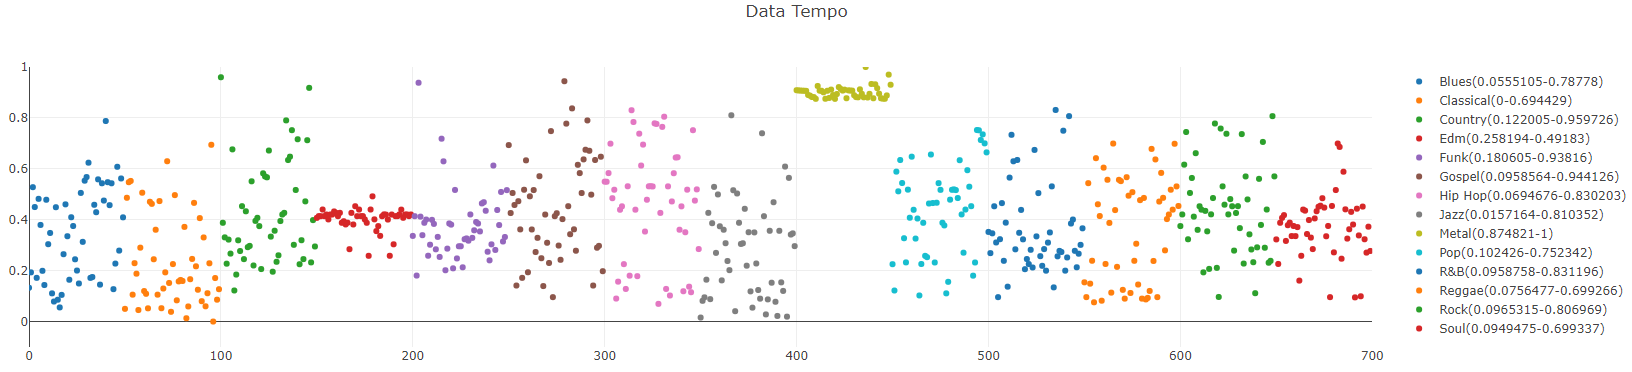 Data Tempo
1
0.8
0.6
0.4
0.2
0
0 100 200 300 400 500 600 700
Blues(0.0555105-0.78778)
Classical(0-0.694429)
Country(0.122005-0.959726)
Edm(0.258194-0.49183)
Funk(0.180605-0.93816)
Gospel(0.0958564-0.944126)
Hip Hop(0.0694676-0.830203)
Jazz(0.0157164-0.810352)
Metal(0.874821-1)
Pop(0.102426-0.752342)
R&B(0.0958758-0.831196)
Reggae(0.0756477-0.699266)
Rock(0.0965315-0.806969)
Soul(0.0949475-0.699337)